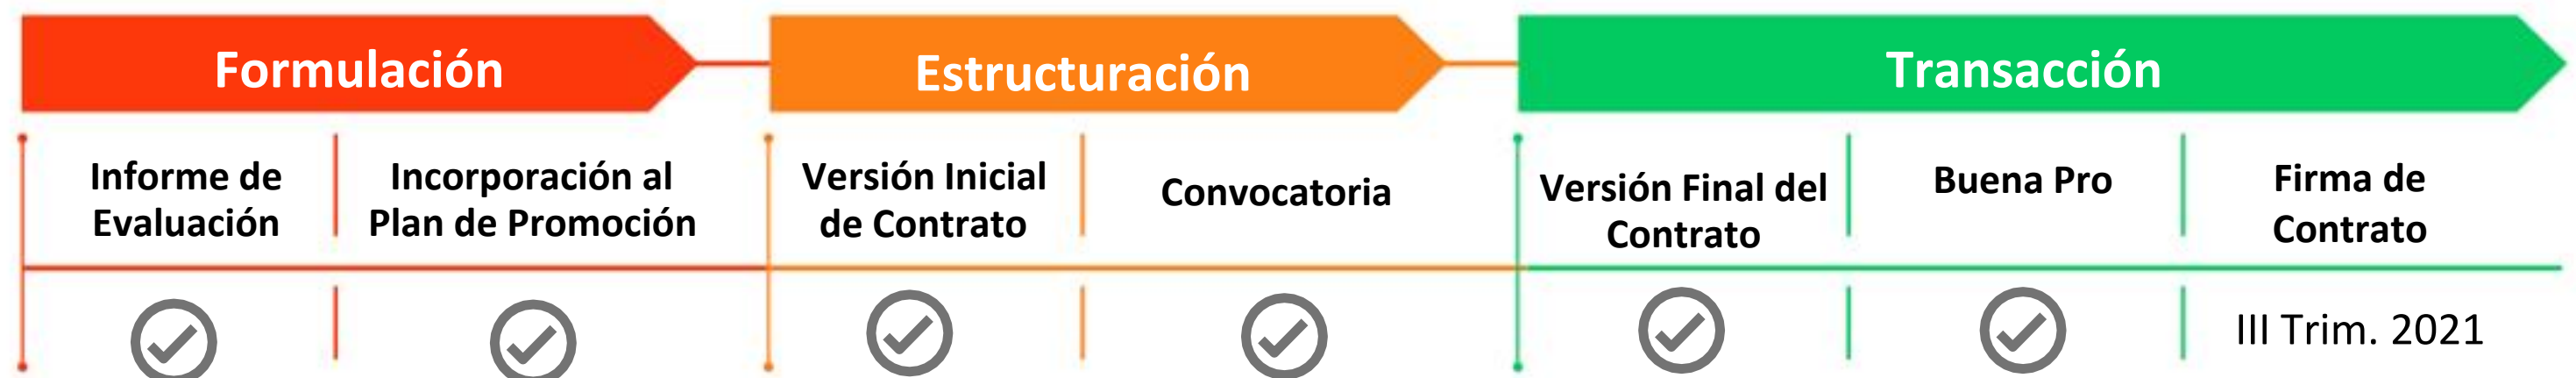 Formulación
Estructuración
Transacción
Informe de
Evaluación
Incorporación al
Plan de Promoción
Versión Inicial
de Contrato
Convocatoria
Versión Final del
Contrato
Buena Pro
Firma de
Contrato
III Trim. 2021